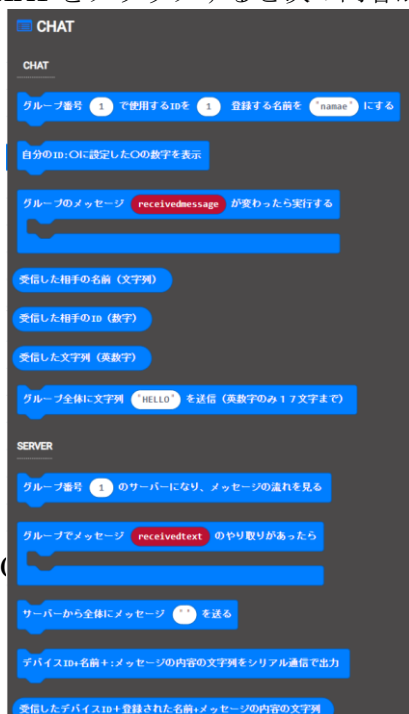 CHAT
CHAT
グループ番号 1 で使用するIDを 1 登録する名前を "namae" にする
自分のID:〇に設定した〇の数字を表示
グループのメッセージ receivedmessage が変わったら実行する
受信した相手の名前（文字列）
受信した相手のID（数字）
受信した文字列（英数字）
グループ全体に文字列 "HELLO" を送信（英数字のみ１７文字まで）
SERVER
グループ番号 1 のサーバーになり、メッセージの流れを見る
グループでメッセージ receivedtext のやり取りがあったら
サーバーから全体にメッセージ " " を送る
デバイスID+名前+:メッセージの内容の文字列をシリアル通信で出力
受信したデバイスID+登録された名前+メッセージの内容の文字列